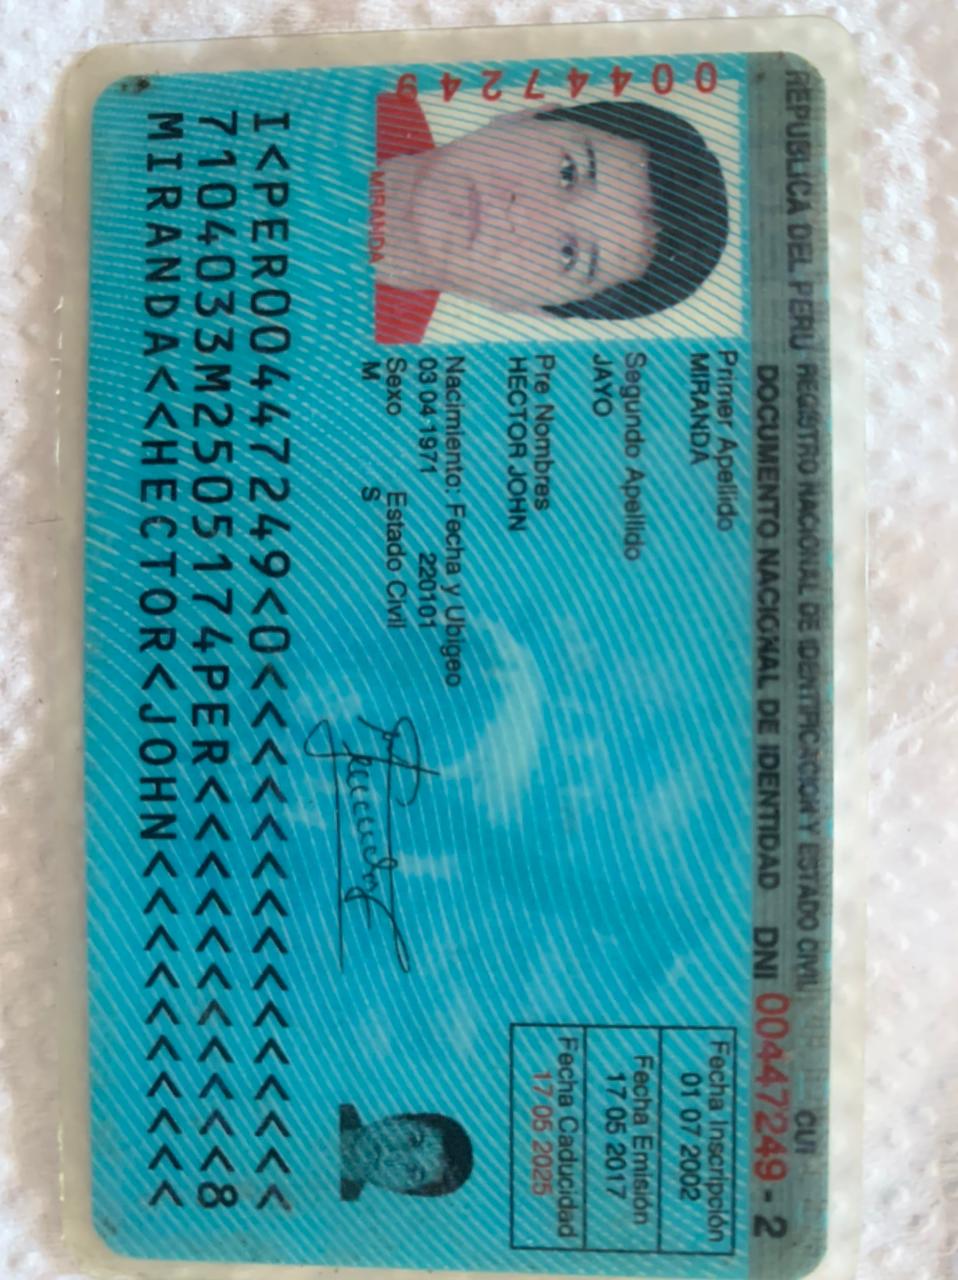 REPUBLICA DEL PERU REGISTRO NACIONAL DE IDENTIFICACION Y ESTADO CIVIL CUI
DOCUMENTO NACIONAL DE IDENTIDAD DNI 00447249 - 2
00447249
MIRANDA
Primer Apellido
MIRANDA
Segundo Apellido
JAYO
Pre Nombres
HECTOR JOHN
Nacimiento: Fecha y Ubigeo
03 04 1971 220101
Sexo Estado Civil
M S
Fecha Inscripción
01 07 2002
Fecha Emisión
17 05 2017
Fecha Caducidad
17 05 2025
I<PER00447249<0<<<<<<<<<<<<<<<
7104033M2505174PER<<<<<<<<<<<8
MIRANDA<<HECTOR<JOHN<<<<<<<<<<